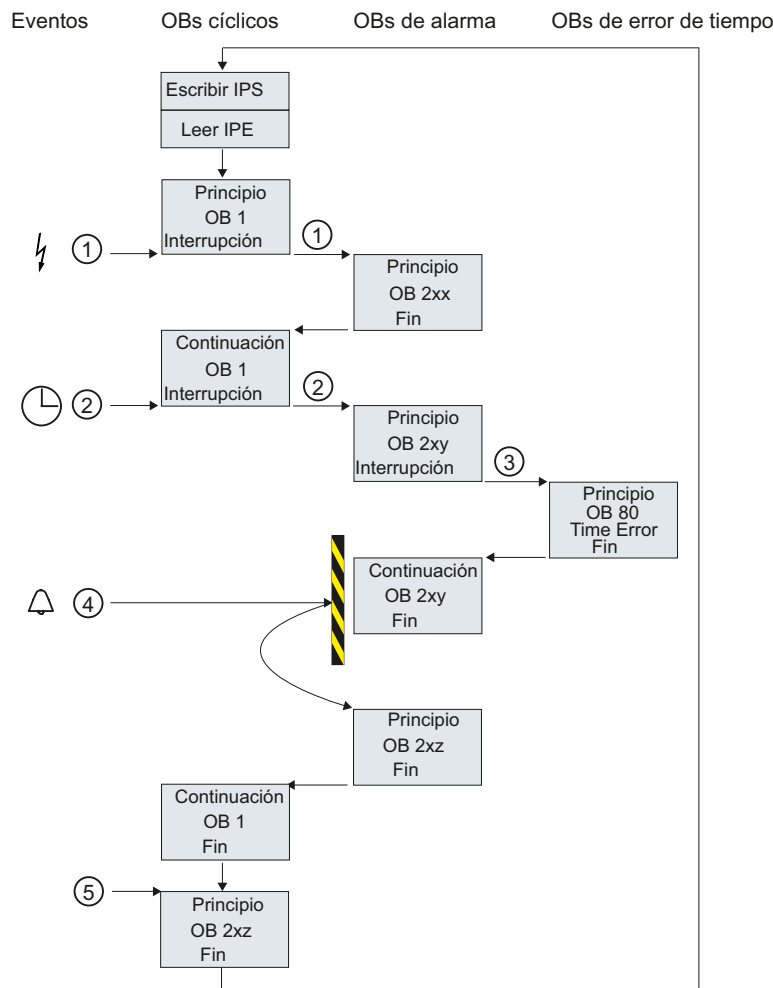 Eventos OBs cíclicos OBs de alarma OBs de error de tiempo
Escribir IPS
Leer IPE
Principio
OB 1
Interrupción
1
1
Principio
OB 2xx
Fin
Continuación
OB 1
Interrupción
2
2
Principio
OB 2xy
Interrupción
3
Principio
OB 80
Time Error
Fin
Continuación
OB 2xy
Fin
4
Principio
OB 2xz
Fin
Continuación
OB 1
Fin
5
Principio
OB 2xz
Fin